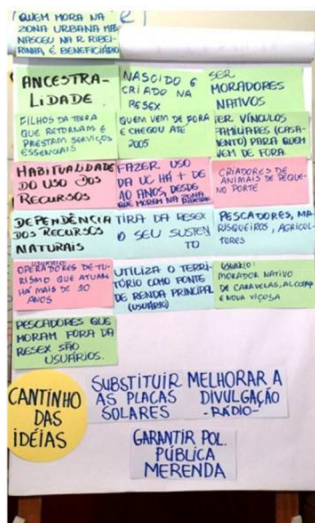 QUEM MORA NA
ZONA URBANA MAS
NASCEU NA R. RIBEI-
RINHA, É BENEFICIÁRIO
ANCESTRA-
LIDADE
FILHOS DA TERRA
QUE RETORNAM E
PRESTAM SERVIÇOS
ESSENCIAIS
NASCIDO E
CRIADO NA
RESEX
QUEM VEM DE FORA
E CHEGOU ATÉ
2005
SER
MORADORES
NATIVOS
TER VÍNCULOS
FAMILIARES (CASA-
MENTO) PARA QUEM
VEM DE FORA
HABITUALIDADE
DO USO DOS
RECURSOS
FAZER USO
DA UC HÁ + DE
10 ANOS, DESDE
QUE MORAM NA
CRIADORES DE
ANIMAIS DE PEQUE-
NO PORTE
DEPENDÊNCIA
DOS RECURSOS
NATURAIS
TIRA DA RESEX
O SEU SUSTEN
TO
PESCADORES, MA
RISQUEIROS, AGRICUL-
TORES
USUÁRIO:
OPERADORES DE TU-
RISMO QUE ATUAM
HÁ MAIS DE 10
ANOS
UTILIZA O TERRI-
TÓRIO COMO FONTE
DE RENDA PRINCIPAL
(USUÁRIO)
USUÁRIO:
MORADOR NATIVO
DE CARAVELAS, ALCOBAÇA
E NOVA VIÇOSA
PESCADORES QUE
MORAM FORA DA
RESEX SÃO
USUÁRIOS.
CANTINHO
DAS
IDÉIAS
SUBSTITUIR
AS PLACAS
SOLARES
MELHORAR A
DIVULGAÇÃO
-RÁDIO-
GARANTIR POL.
PÚBLICA
MERENDA